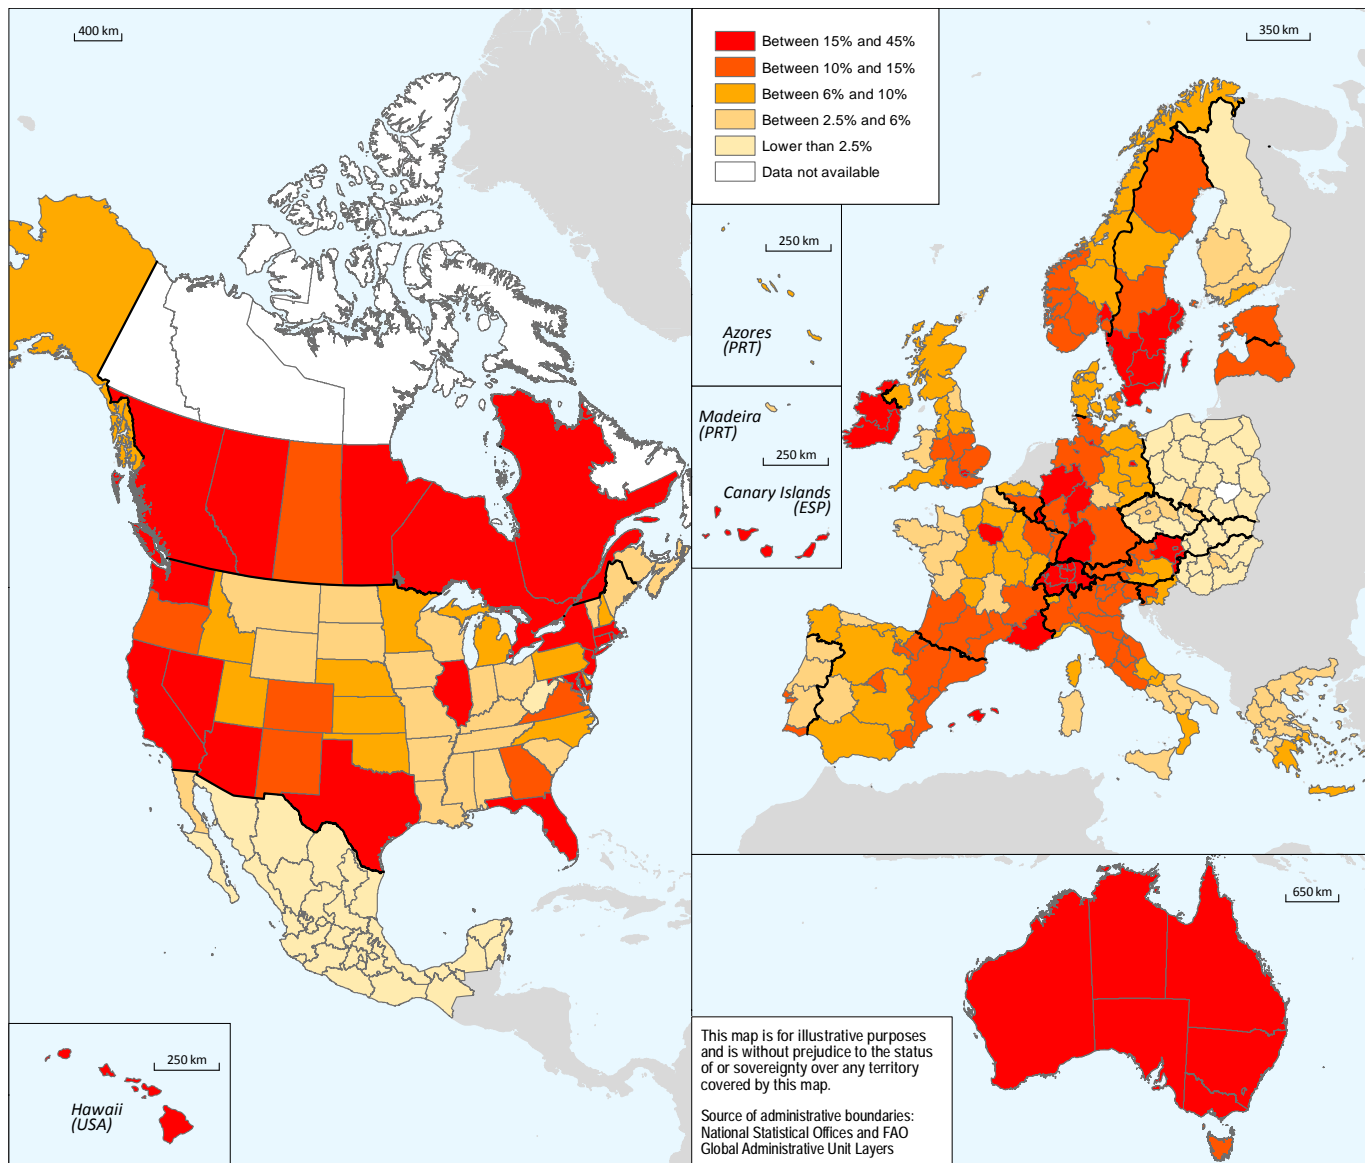 400 km
Between 15% and 45%
Between 10% and 15%
Between 6% and 10%
Between 2.5% and 6%
Lower than 2.5%
Data not available
350 km
250 km
Azores
(PRT)
Madeira
(PRT)
250 km
Canary Islands
(ESP)
650 km
250 km
Hawaii
(USA)
This map is for illustrative purposes
and is without prejudice to the status
of or sovereignty over any territory
covered by this map.
Source of administrative boundaries:
National Statistical Offices and FAO
Global Administrative Unit Layers